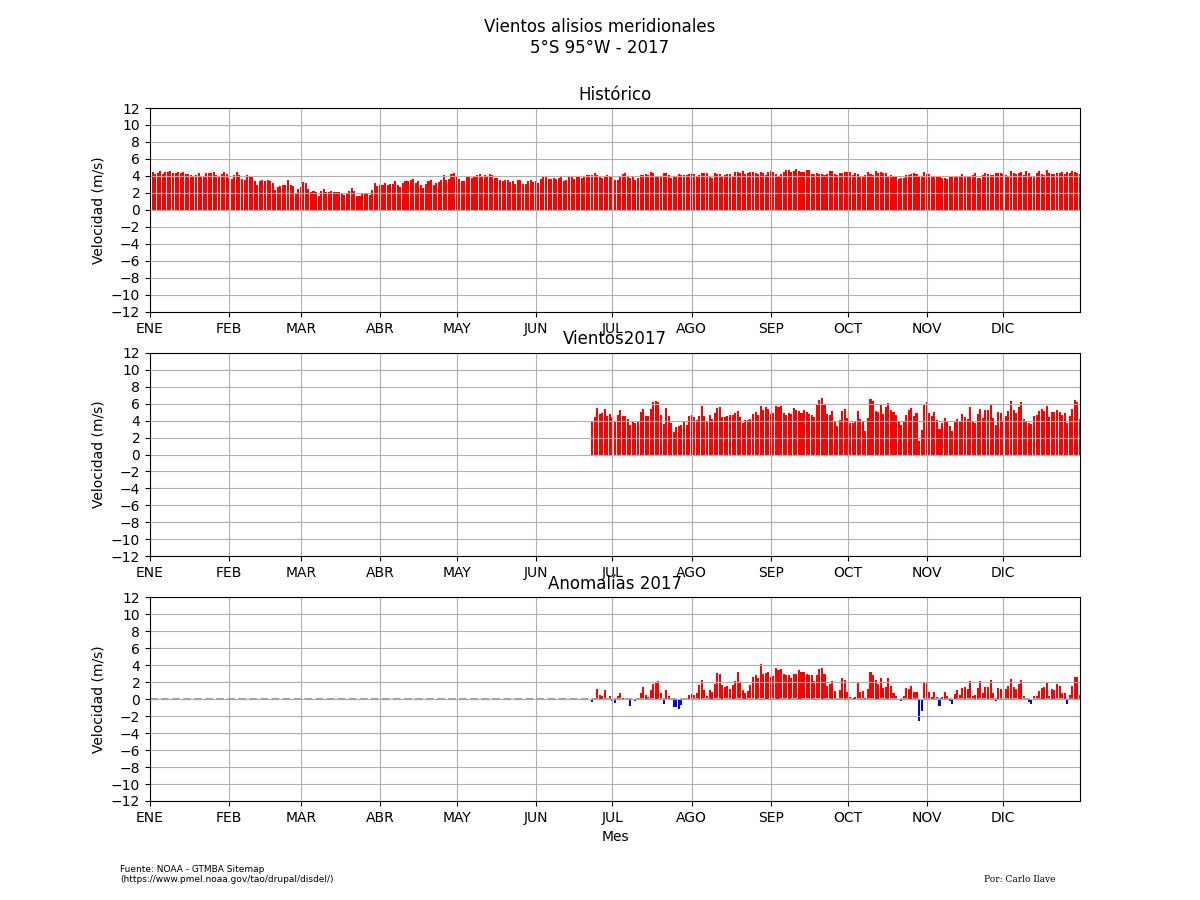 Vientos alisios meridionales
5°S 95°W - 2017
Histórico
12
10
8
6
4
2
0
−2
−4
−6
−8
−10
−12
Velocidad (m/s)
ENE FEB MAR ABR MAY JUN JUL AGO SEP OCT NOV DIC
Vientos2017
12
10
8
6
4
2
0
−2
−4
−6
−8
−10
−12
Velocidad (m/s)
ENE FEB MAR ABR MAY JUN JUL AGO SEP OCT NOV DIC
Anomalías 2017
12
10
8
6
4
2
0
−2
−4
−6
−8
−10
−12
Velocidad (m/s)
ENE FEB MAR ABR MAY JUN JUL AGO SEP OCT NOV DIC
Mes
Fuente: NOAA - GTMBA Sitemap
(https://www.pmel.noaa.gov/tao/drupal/disdel/)
Por: Carlo Ilave